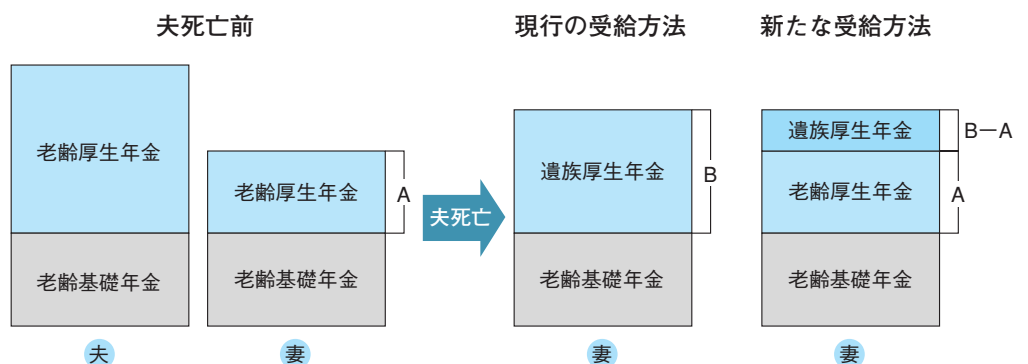 夫死亡前
現行の受給方法
新たな受給方法
老齢厚生年金
老齢基礎年金
夫
老齢厚生年金
A
老齢基礎年金
妻
夫死亡
遺族厚生年金
B
老齢基礎年金
妻
遺族厚生年金
B－A
老齢厚生年金
A
老齢基礎年金
妻